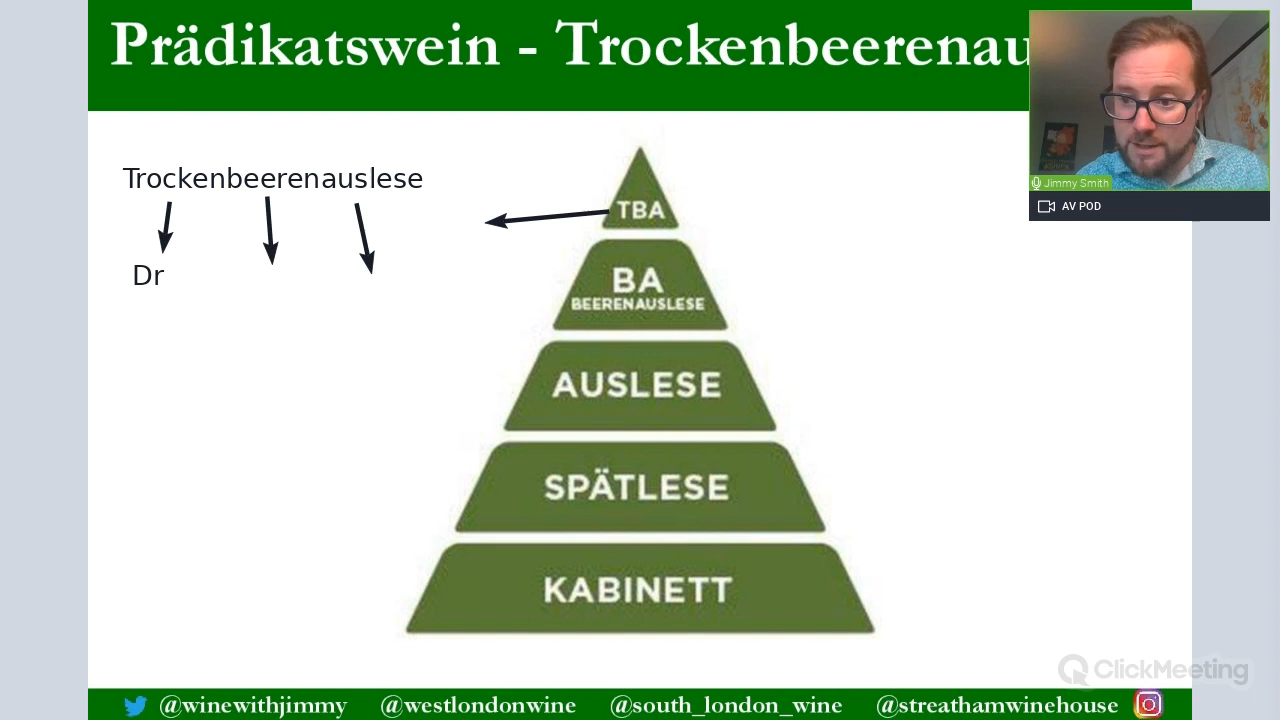 Prädikatswein - Trockenbeerenau
Jimmy Smith
AV POD
Trockenbeerenauslese
Dr
TBA
BA
BEERENAUSLESE
AUSLESE
SPÄTLESE
KABINETT
ClickMeeting
@winewithjimmy @westlondonwine @south_london_wine @streathamwinehouse